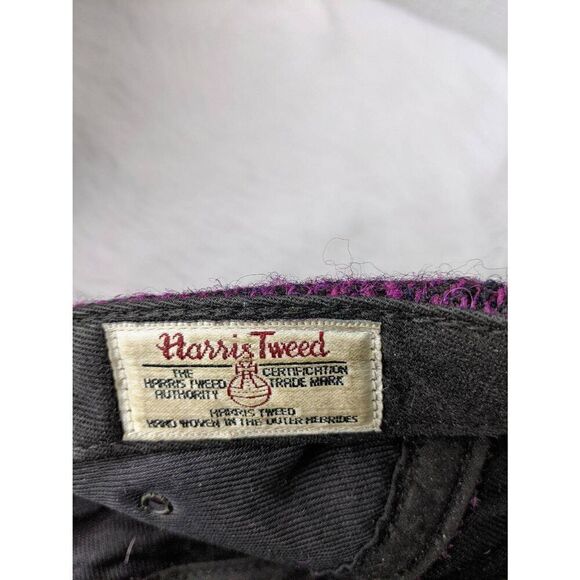 Harris Tweed
THE CERTIFICATION
HARRIS TWEED TRADE MARK
AUTHORITY
HARRIS TWEED
HAND WOVEN IN THE OUTER HEBRIDES